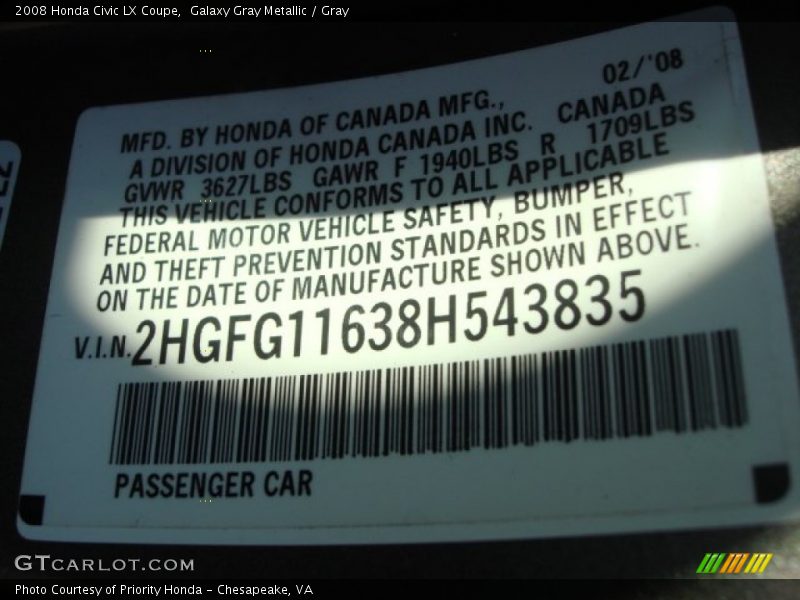 2008 Honda Civic LX Coupe,  Galaxy Gray Metallic / Gray
02/'08
MFD. BY HONDA OF CANADA MFG.,
A DIVISION OF HONDA CANADA INC.  CANADA
GVWR 3627LBS GAWR F 1940LBS R 1709LBS
THIS VEHICLE CONFORMS TO ALL APPLICABLE
FEDERAL MOTOR VEHICLE SAFETY, BUMPER,
AND THEFT PREVENTION STANDARDS IN EFFECT
ON THE DATE OF MANUFACTURE SHOWN ABOVE.
V.I.N. 2HGFG11638H543835
PASSENGER CAR
GTCARLOT.COM
Photo Courtesy of Priority Honda - Chesapeake, VA